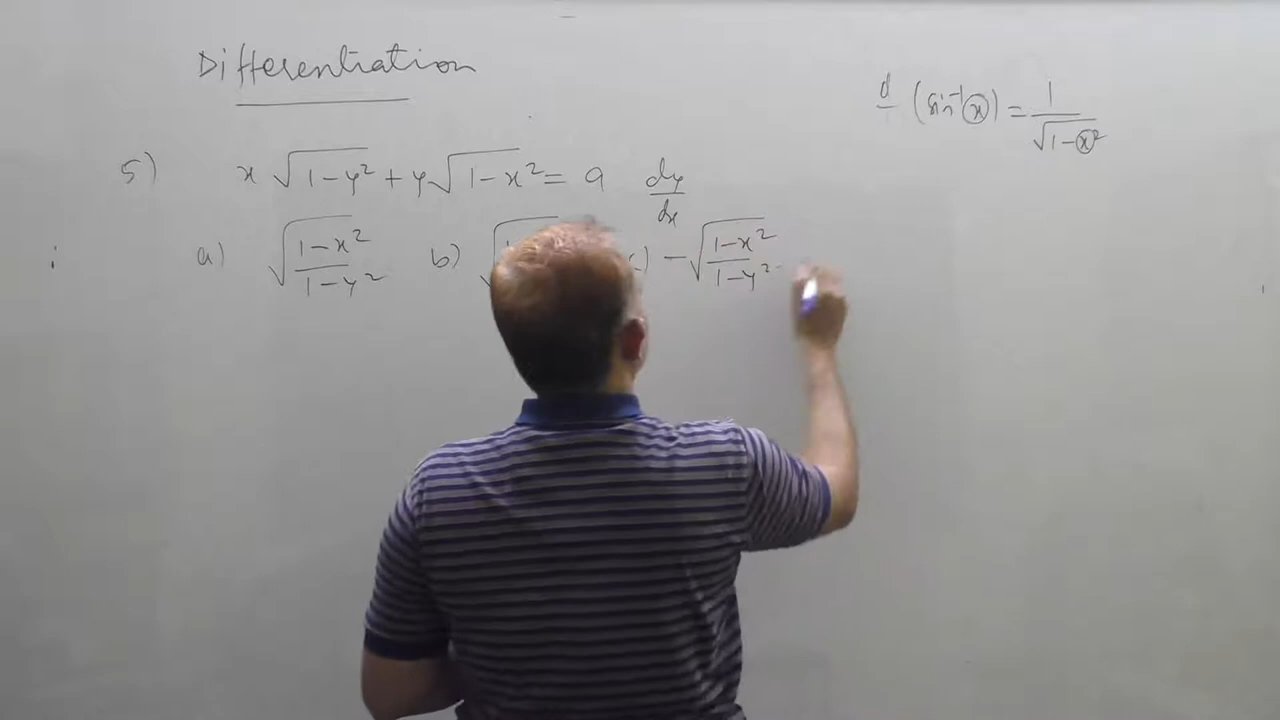 Differentiation
d/ (sin⁻¹ x) = 1/√(1-x²)
5) x √(1-y²) + y √(1-x²) = a dy/dx
a) √((1-x²)/(1-y²)) b) √ c) -√((1-x²)/(1-y²))